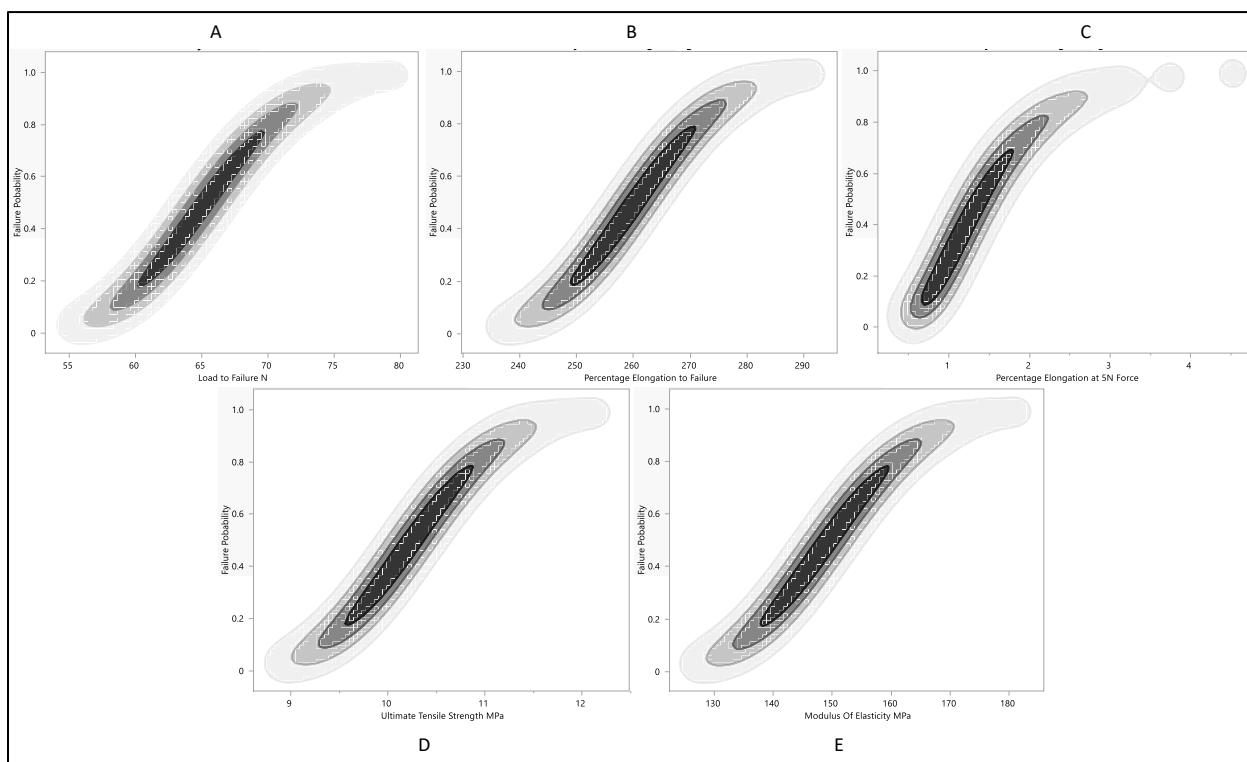 A B C
Failure Pobability
1.0
0.8
0.6
0.4
0.2
0
55 60 65 70 75 80
Load to Failure N
Failure Pobability
1.0
0.8
0.6
0.4
0.2
0
230 240 250 260 270 280 290
Percentage Elongation to Failure
Failure Pobability
1.0
0.8
0.6
0.4
0.2
0
1 2 3 4
Percentage Elongation at 5N Force
Failure Pobability
1.0
0.8
0.6
0.4
0.2
0
9 10 11 12
Ultimate Tensile Strength MPa
Failure Pobability
1.0
0.8
0.6
0.4
0.2
0
130 140 150 160 170 180
Modulus Of Elasticity MPa
D E